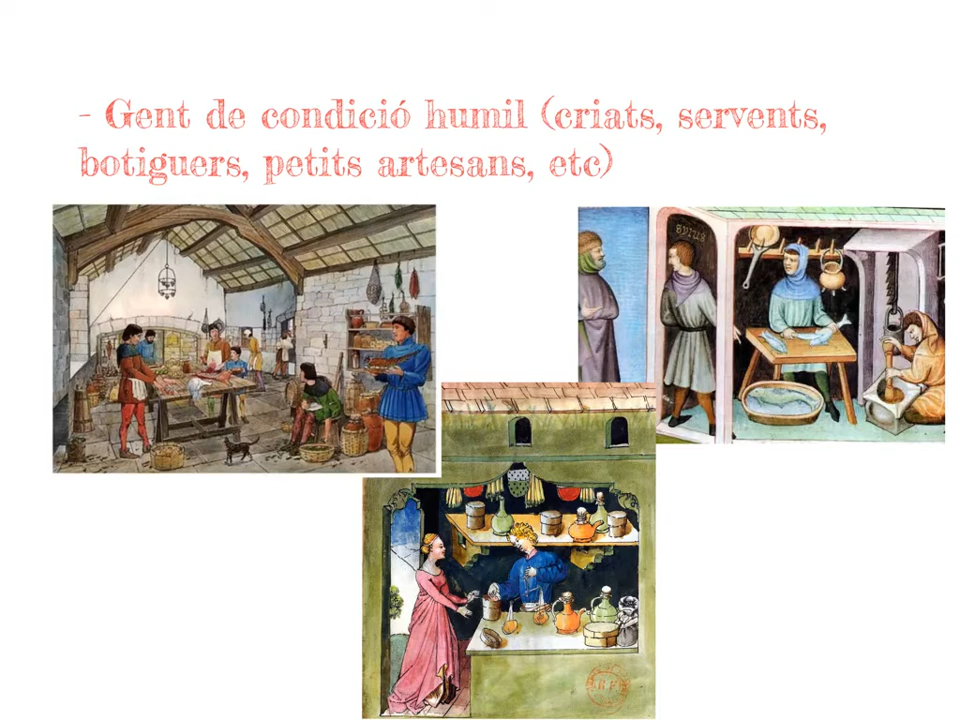 - Gent de condició humil (criats, servents,
botiguers, petits artesans, etc)